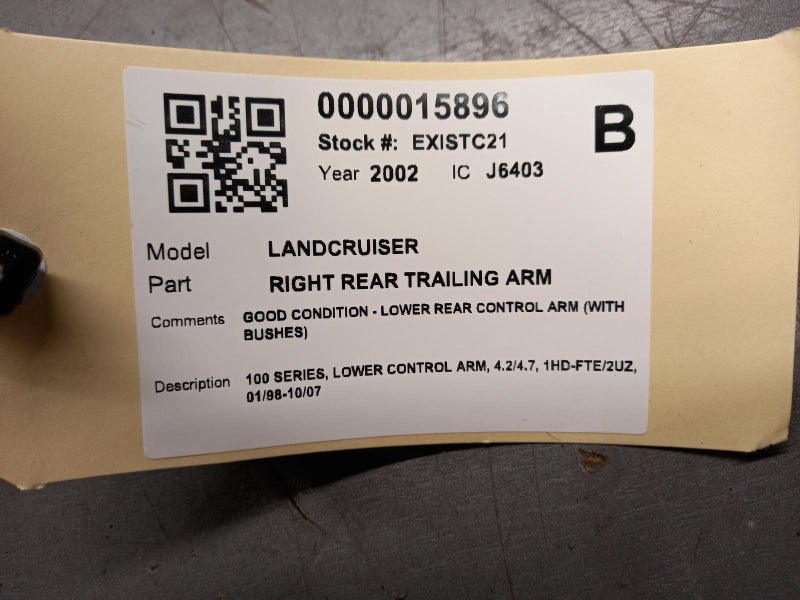 0000015896
B
Stock #: EXISTC21
Year 2002 IC J6403
Model LANDCRUISER
Part RIGHT REAR TRAILING ARM
Comments GOOD CONDITION - LOWER REAR CONTROL ARM (WITH
BUSHES)
Description 100 SERIES, LOWER CONTROL ARM, 4.2/4.7, 1HD-FTE/2UZ,
01/98-10/07